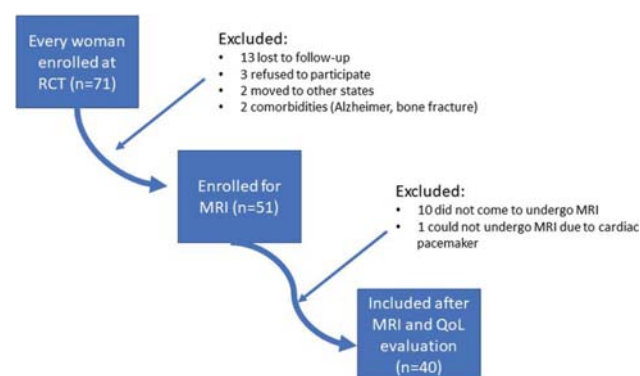 Every woman
enrolled at
RCT (n=71)
Excluded:
• 13 lost to follow-up
• 3 refused to participate
• 2 moved to other states
• 2 comorbidities (Alzheimer, bone fracture)
Enrolled for
MRI (n=51)
Excluded:
• 10 did not come to undergo MRI
• 1 could not undergo MRI due to cardiac
pacemaker
Included after
MRI and QoL
evaluation
(n=40)